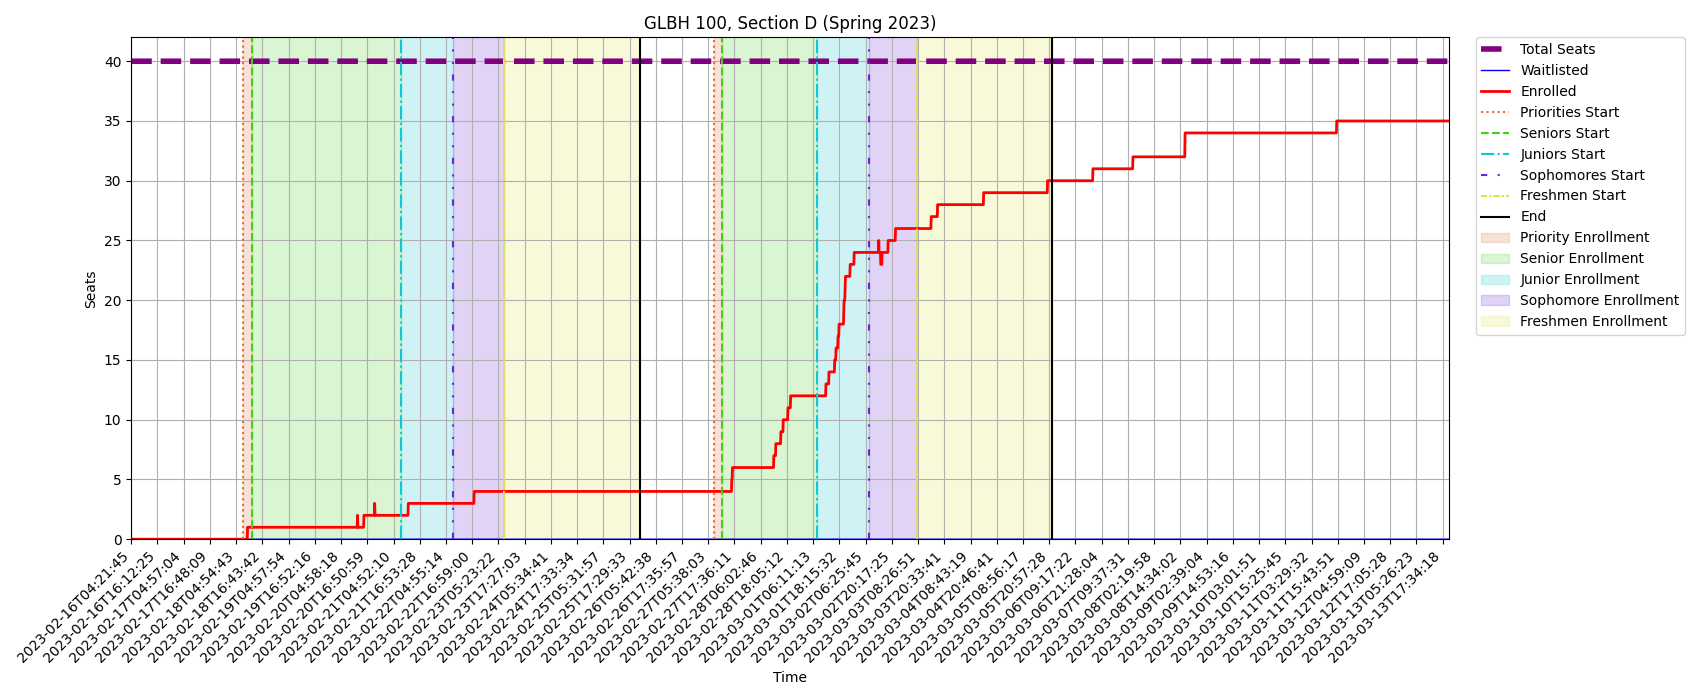 GLBH 100, Section D (Spring 2023)
Seats
40
35
30
25
20
15
10
5
0
2023-02-16T04:21:45
2023-02-16T16:12:25
2023-02-17T04:57:04
2023-02-17T16:48:09
2023-02-18T04:54:43
2023-02-18T16:43:42
2023-02-19T04:57:54
2023-02-19T16:52:16
2023-02-20T04:58:18
2023-02-20T16:50:59
2023-02-21T04:52:10
2023-02-21T16:53:28
2023-02-22T04:55:14
2023-02-22T16:59:00
2023-02-23T05:23:22
2023-02-23T17:27:03
2023-02-24T05:34:41
2023-02-24T17:33:34
2023-02-25T05:31:57
2023-02-25T17:29:33
2023-02-26T05:42:38
2023-02-26T17:35:57
2023-02-27T05:38:03
2023-02-27T17:36:11
2023-02-28T06:02:46
2023-02-28T18:05:12
2023-03-01T06:11:13
2023-03-01T18:15:32
2023-03-02T06:25:45
2023-03-02T20:17:25
2023-03-03T08:26:51
2023-03-03T20:33:41
2023-03-04T08:43:19
2023-03-04T20:46:41
2023-03-05T08:56:17
2023-03-05T20:57:28
2023-03-06T09:17:22
2023-03-06T21:28:04
2023-03-07T09:37:31
2023-03-08T02:19:58
2023-03-08T14:34:02
2023-03-09T02:39:04
2023-03-09T14:53:16
2023-03-10T03:01:51
2023-03-10T15:25:45
2023-03-11T03:29:32
2023-03-11T15:43:51
2023-03-12T04:59:09
2023-03-12T17:05:28
2023-03-13T05:26:23
2023-03-13T17:34:18
Time
Total Seats
Waitlisted
Enrolled
Priorities Start
Seniors Start
Juniors Start
Sophomores Start
Freshmen Start
End
Priority Enrollment
Senior Enrollment
Junior Enrollment
Sophomore Enrollment
Freshmen Enrollment